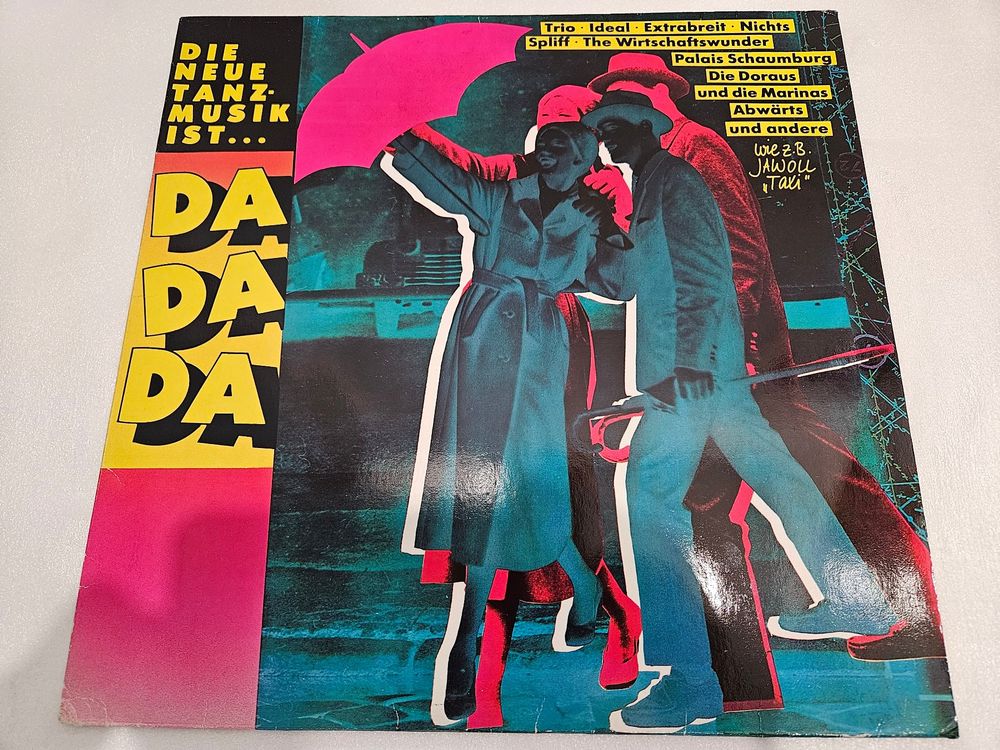 DIE
NEUE
TANZ-
MUSIK
IST...
DA
DA
DA
Trio · Ideal · Extrabreit · Nichts
Spliff · The Wirtschaftswunder
Palais Schaumburg
Die Doraus
und die Marinas
Abwärts
und andere
wie z.B.
JAWOLL
„Taxi"